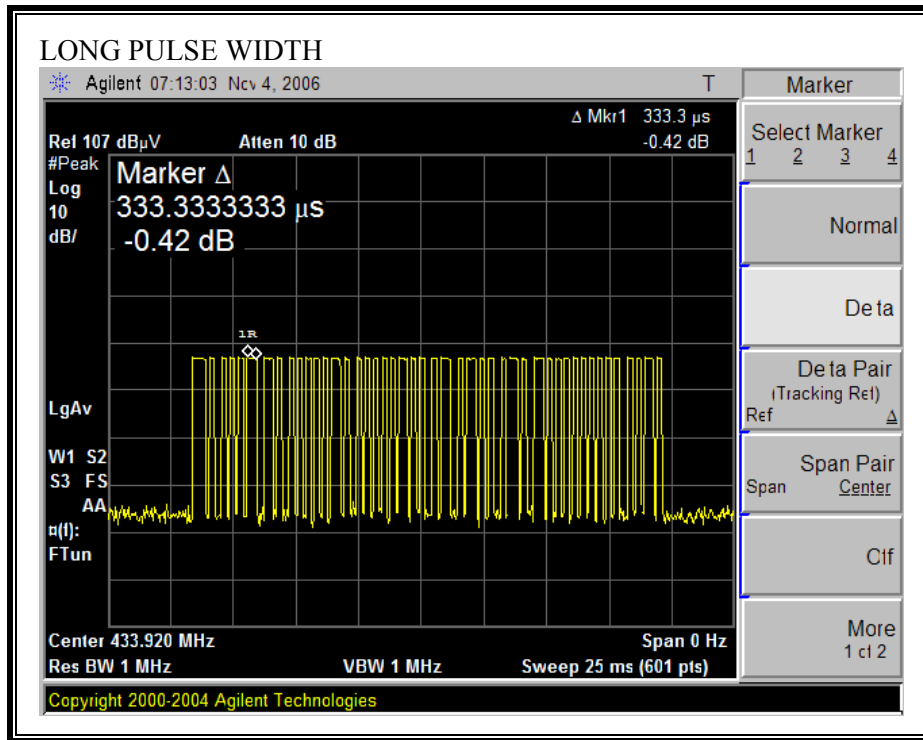 LONG PULSE WIDTH
Agilent 07:13:03 Nov 4, 2006 T
Marker
Δ Mkr1 333.3 µs
Ref 107 dBµV Atten 10 dB -0.42 dB
#Peak
Log
10
dB/
Marker Δ
333.3333333 µs
-0.42 dB
1R
LgAv
W1 S2
S3 FS
AA
¤(f):
FTun
Center 433.920 MHz Span 0 Hz
Res BW 1 MHz VBW 1 MHz Sweep 25 ms (601 pts)
Copyright 2000-2004 Agilent Technologies
Select Marker
1 2 3 4
Normal
Delta
Delta Pair
(Tracking Ref)
Ref Δ
Span Pair
Span Center
Off
More
1 of 2